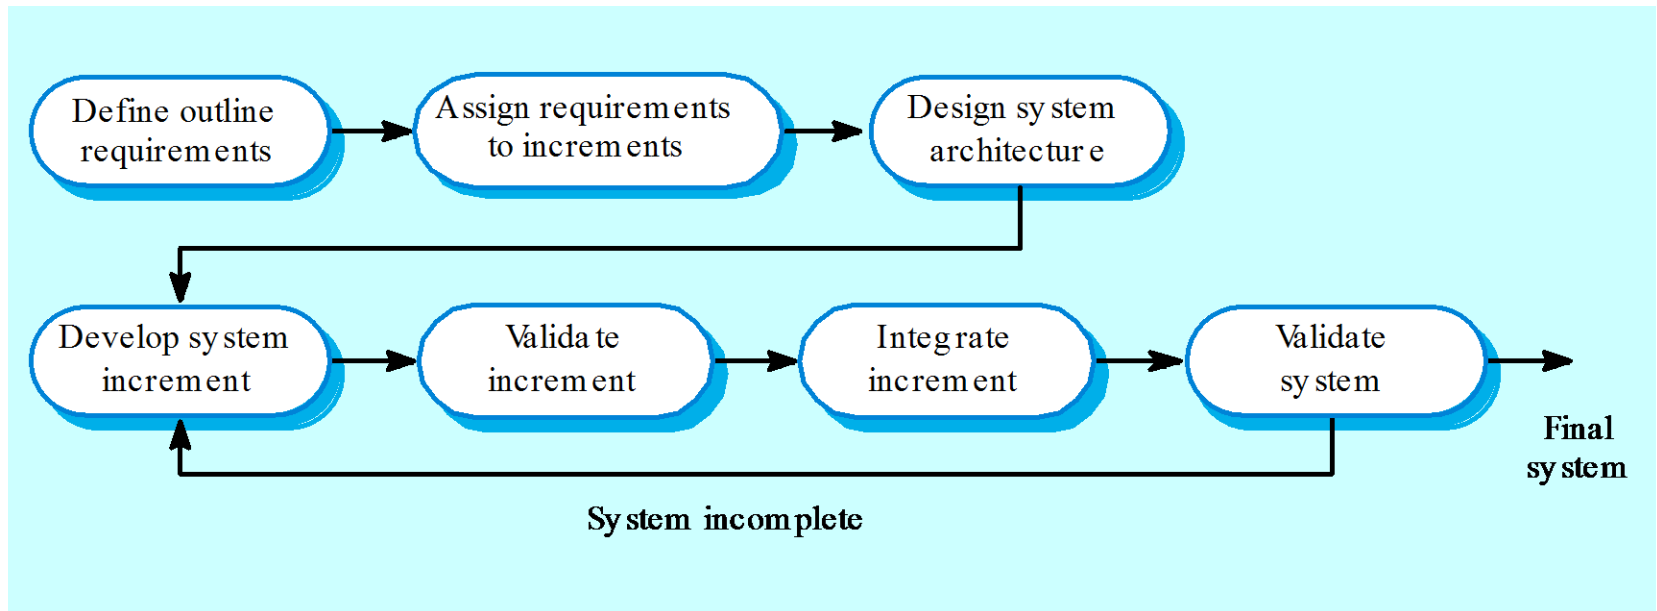 Define outline
requirements
Assign requirements
to increments
Design system
architecture
Develop system
increment
Validate
increment
Integrate
increment
Validate
system
Final
system
System incomplete